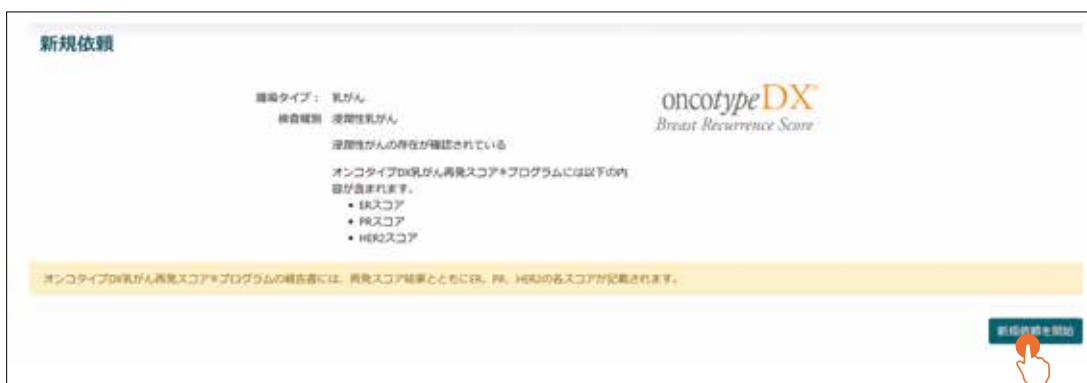 新規依頼
腫瘍タイプ： 乳がん
oncotypeDX™
Breast Recurrence Score
検査種別 浸潤性乳がん
浸潤性がんの存在が確認されている
オンコタイプDX乳がん再発スコア®プログラムには以下の内
容が含まれます。
• ERスコア
• PRスコア
• HER2スコア
オンコタイプDX乳がん再発スコア®プログラムの報告書には、再発スコア結果とともにER、PR、HER2の各スコアが記載されます。
新規依頼を開始